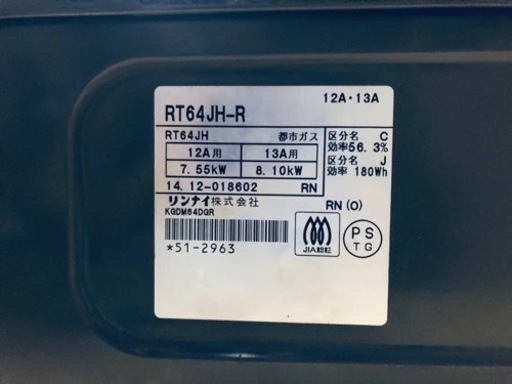 12A・13A
RT64JH-R
RT64JH 都市ガス
12A用 13A用
7.55kW 8.10kW
区分名 C
効率56.3%
区分名 J
効率 180Wh
14.12-018602 RN
リンナイ株式会社
RN(O)
KGDM64DGR
*51-2963
JIA認証
PS
TG